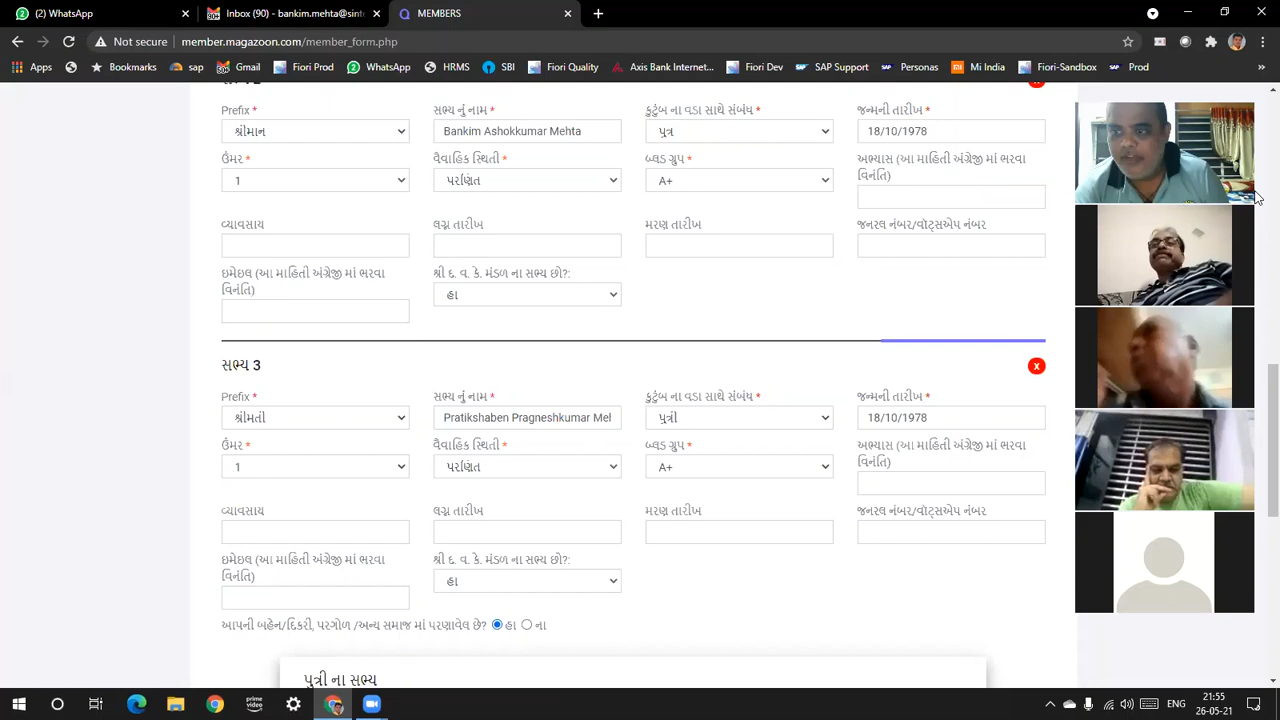 (2) WhatsApp
Inbox (90) - bankim.mehta@sint
MEMBERS
Not secure | member.magazoon.com/member_form.php
Apps Bookmarks sap Gmail Fiori Prod WhatsApp HRMS SBI Fiori Quality Axis Bank Internet... Fiori Dev SAP Support Personas Mi India Fiori-Sandbox Prod »
Prefix * સભ્ય નું નામ * કુટુંબ ના વડા સાથે સંબંધ * જન્મની તારીખ *
શ્રીમાન Bankim Ashokkumar Mehta પુત્ર 18/10/1978
ઉંમર * વૈવાહિક સ્થિતી * બ્લડ ગ્રુપ * અભ્યાસ (આ માહિતી અંગ્રેજી માં ભરવા
વિનંતિ)
1 પરણિત A+
વ્યાવસાય લગ્ન તારીખ મરણ તારીખ જનરલ નંબર/વૉટ્સએપ નંબર
ઇમેઇલ (આ માહિતી અંગ્રેજી માં ભરવા
વિનંતિ)
શ્રી દ. વ. કે. મંડળ ના સભ્ય છો?:
હા
સભ્ય 3
x
Prefix * સભ્ય નું નામ * કુટુંબ ના વડા સાથે સંબંધ * જન્મની તારીખ *
શ્રીમતી Pratikshaben Pragneshkumar Mel પુત્રી 18/10/1978
ઉંમર * વૈવાહિક સ્થિતી * બ્લડ ગ્રુપ * અભ્યાસ (આ માહિતી અંગ્રેજી માં ભરવા
વિનંતિ)
1 પરણિત A+
વ્યાવસાય લગ્ન તારીખ મરણ તારીખ જનરલ નંબર/વૉટ્સએપ નંબર
ઇમેઇલ (આ માહિતી અંગ્રેજી માં ભરવા
વિનંતિ)
શ્રી દ. વ. કે. મંડળ ના સભ્ય છો?:
હા
આપની બહેન/દિકરી, પરગોળ /અન્ય સમાજ માં પરણાવેલ છે? હા ના
પુત્રી ના સભ્ય
prime video
ENG
21:55
26-05-21